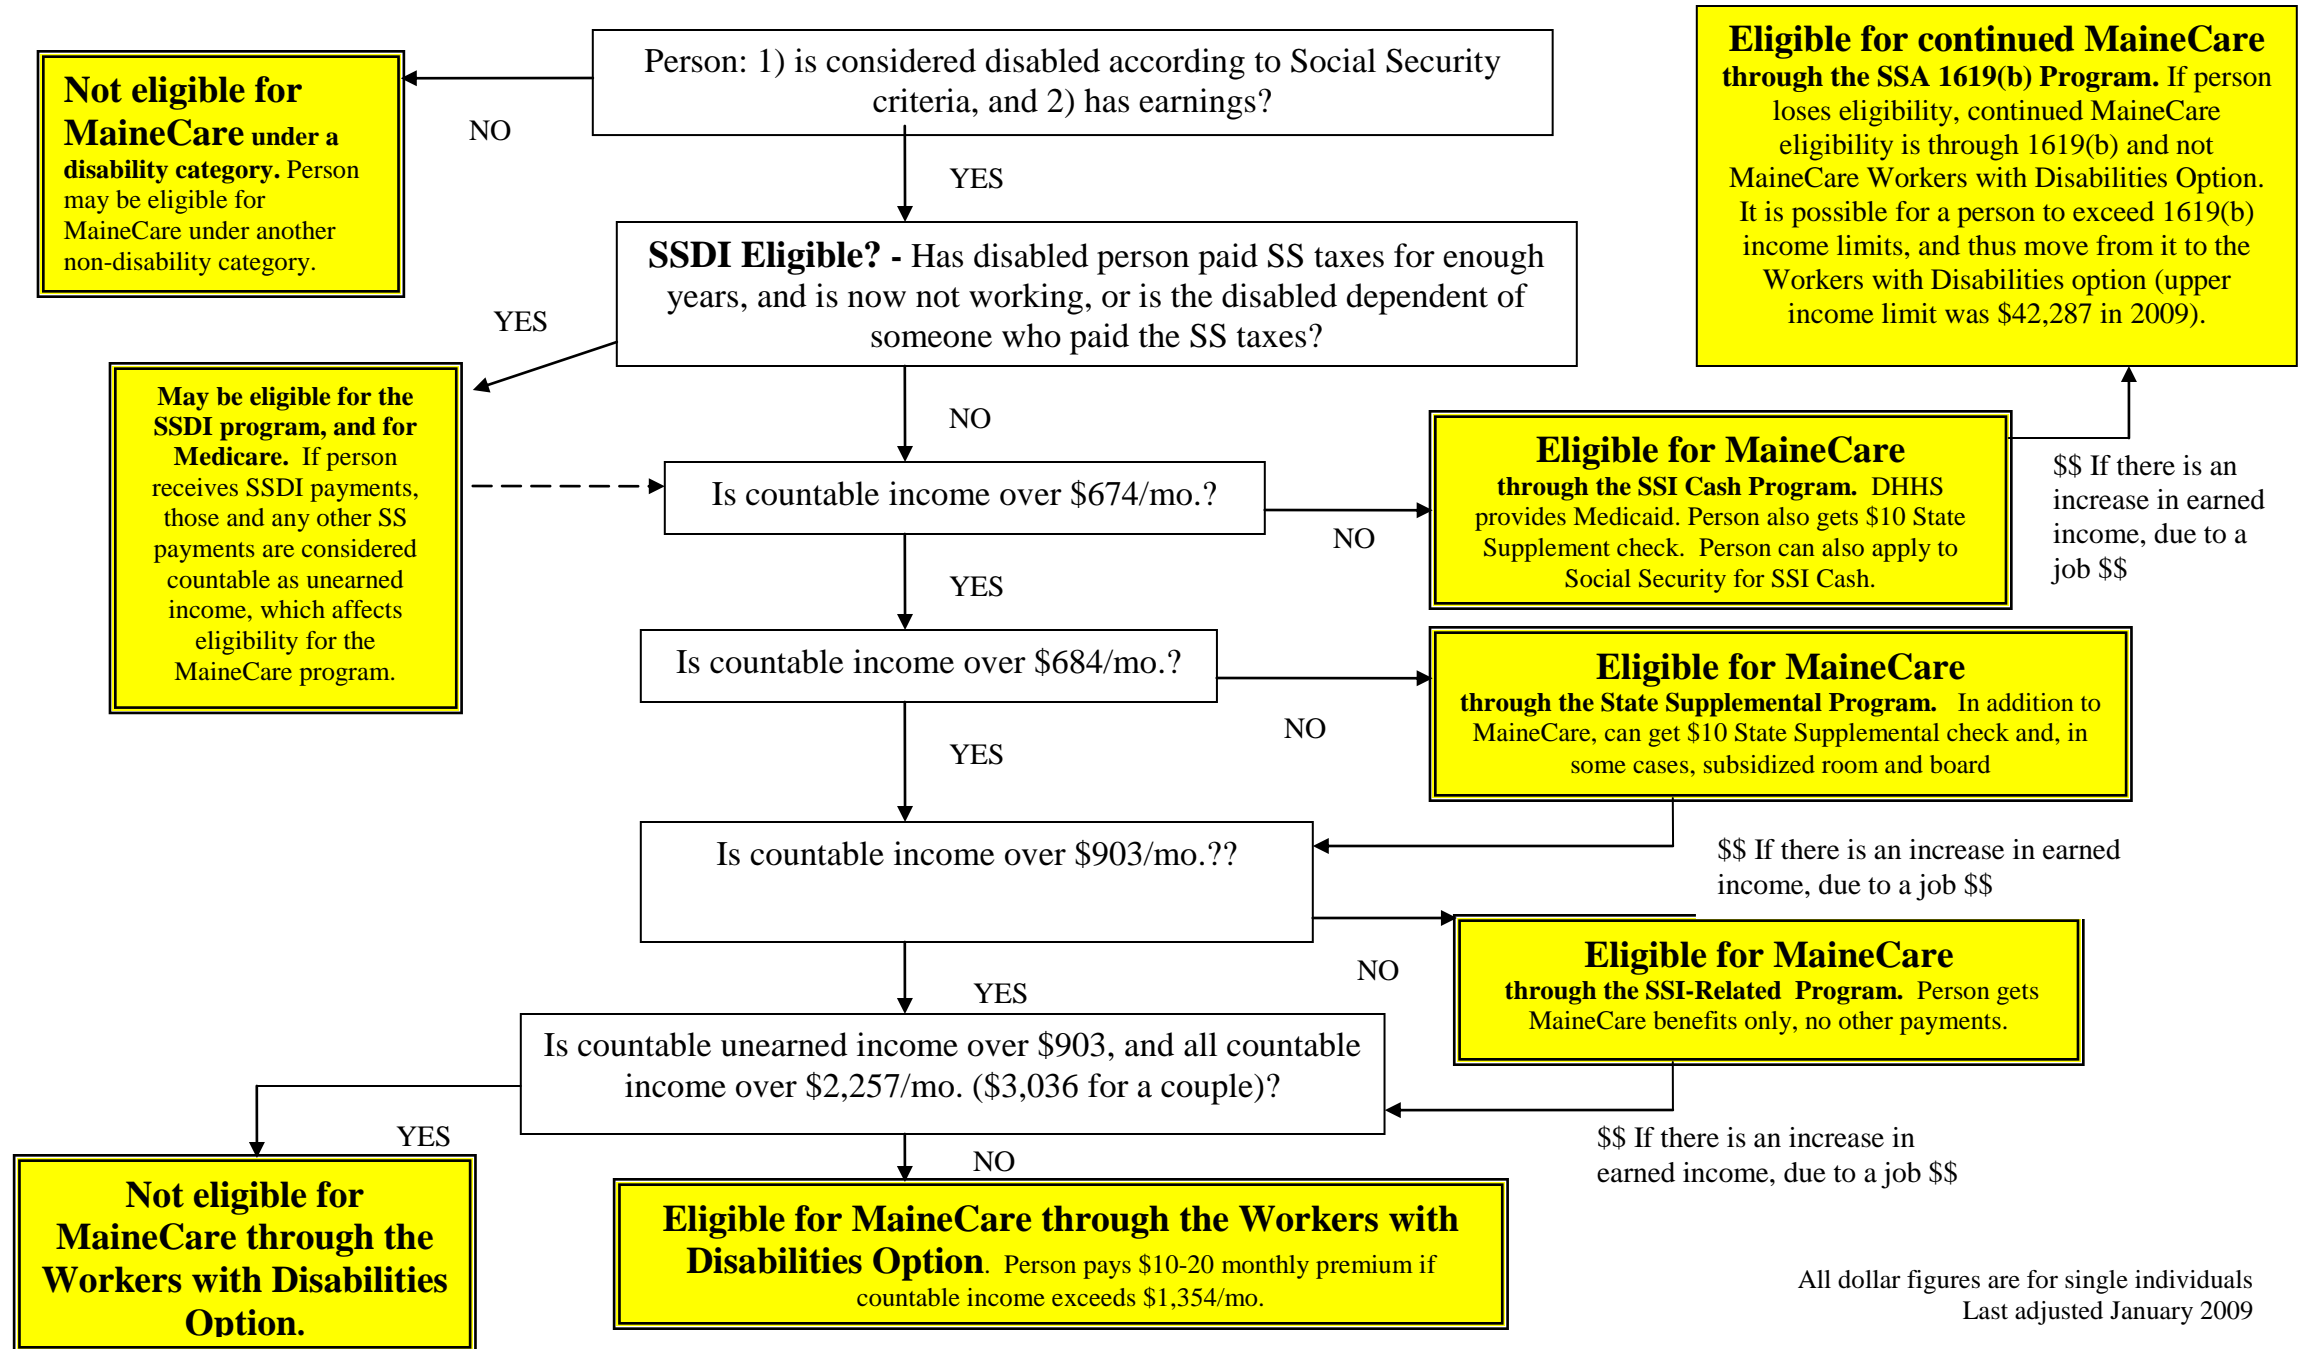 Person: 1) is considered disabled according to Social Security
criteria, and 2) has earnings?
NO
Not eligible for
MaineCare under a
disability category. Person
may be eligible for
MaineCare under another
non-disability category.
YES
SSDI Eligible? - Has disabled person paid SS taxes for enough
years, and is now not working, or is the disabled dependent of
someone who paid the SS taxes?
YES
May be eligible for the
SSDI program, and for
Medicare. If person
receives SSDI payments,
those and any other SS
payments are considered
countable as unearned
income, which affects
eligibility for the
MaineCare program.
NO
Is countable income over $674/mo.?
NO
Eligible for MaineCare
through the SSI Cash Program. DHHS
provides Medicaid. Person also gets $10 State
Supplement check. Person can also apply to
Social Security for SSI Cash.
$$ If there is an
increase in earned
income, due to a
job $$
Eligible for continued MaineCare
through the SSA 1619(b) Program. If person
loses eligibility, continued MaineCare
eligibility is through 1619(b) and not
MaineCare Workers with Disabilities Option.
It is possible for a person to exceed 1619(b)
income limits, and thus move from it to the
Workers with Disabilities option (upper
income limit was $42,287 in 2009).
YES
Is countable income over $684/mo.?
NO
Eligible for MaineCare
through the State Supplemental Program. In addition to
MaineCare, can get $10 State Supplemental check and, in
some cases, subsidized room and board
$$ If there is an increase in earned
income, due to a job $$
YES
Is countable income over $903/mo.??
NO
Eligible for MaineCare
through the SSI-Related Program. Person gets
MaineCare benefits only, no other payments.
$$ If there is an increase in
earned income, due to a job $$
YES
Is countable unearned income over $903, and all countable
income over $2,257/mo. ($3,036 for a couple)?
YES
Not eligible for
MaineCare through the
Workers with Disabilities
Option.
NO
Eligible for MaineCare through the Workers with
Disabilities Option. Person pays $10-20 monthly premium if
countable income exceeds $1,354/mo.
All dollar figures are for single individuals
Last adjusted January 2009